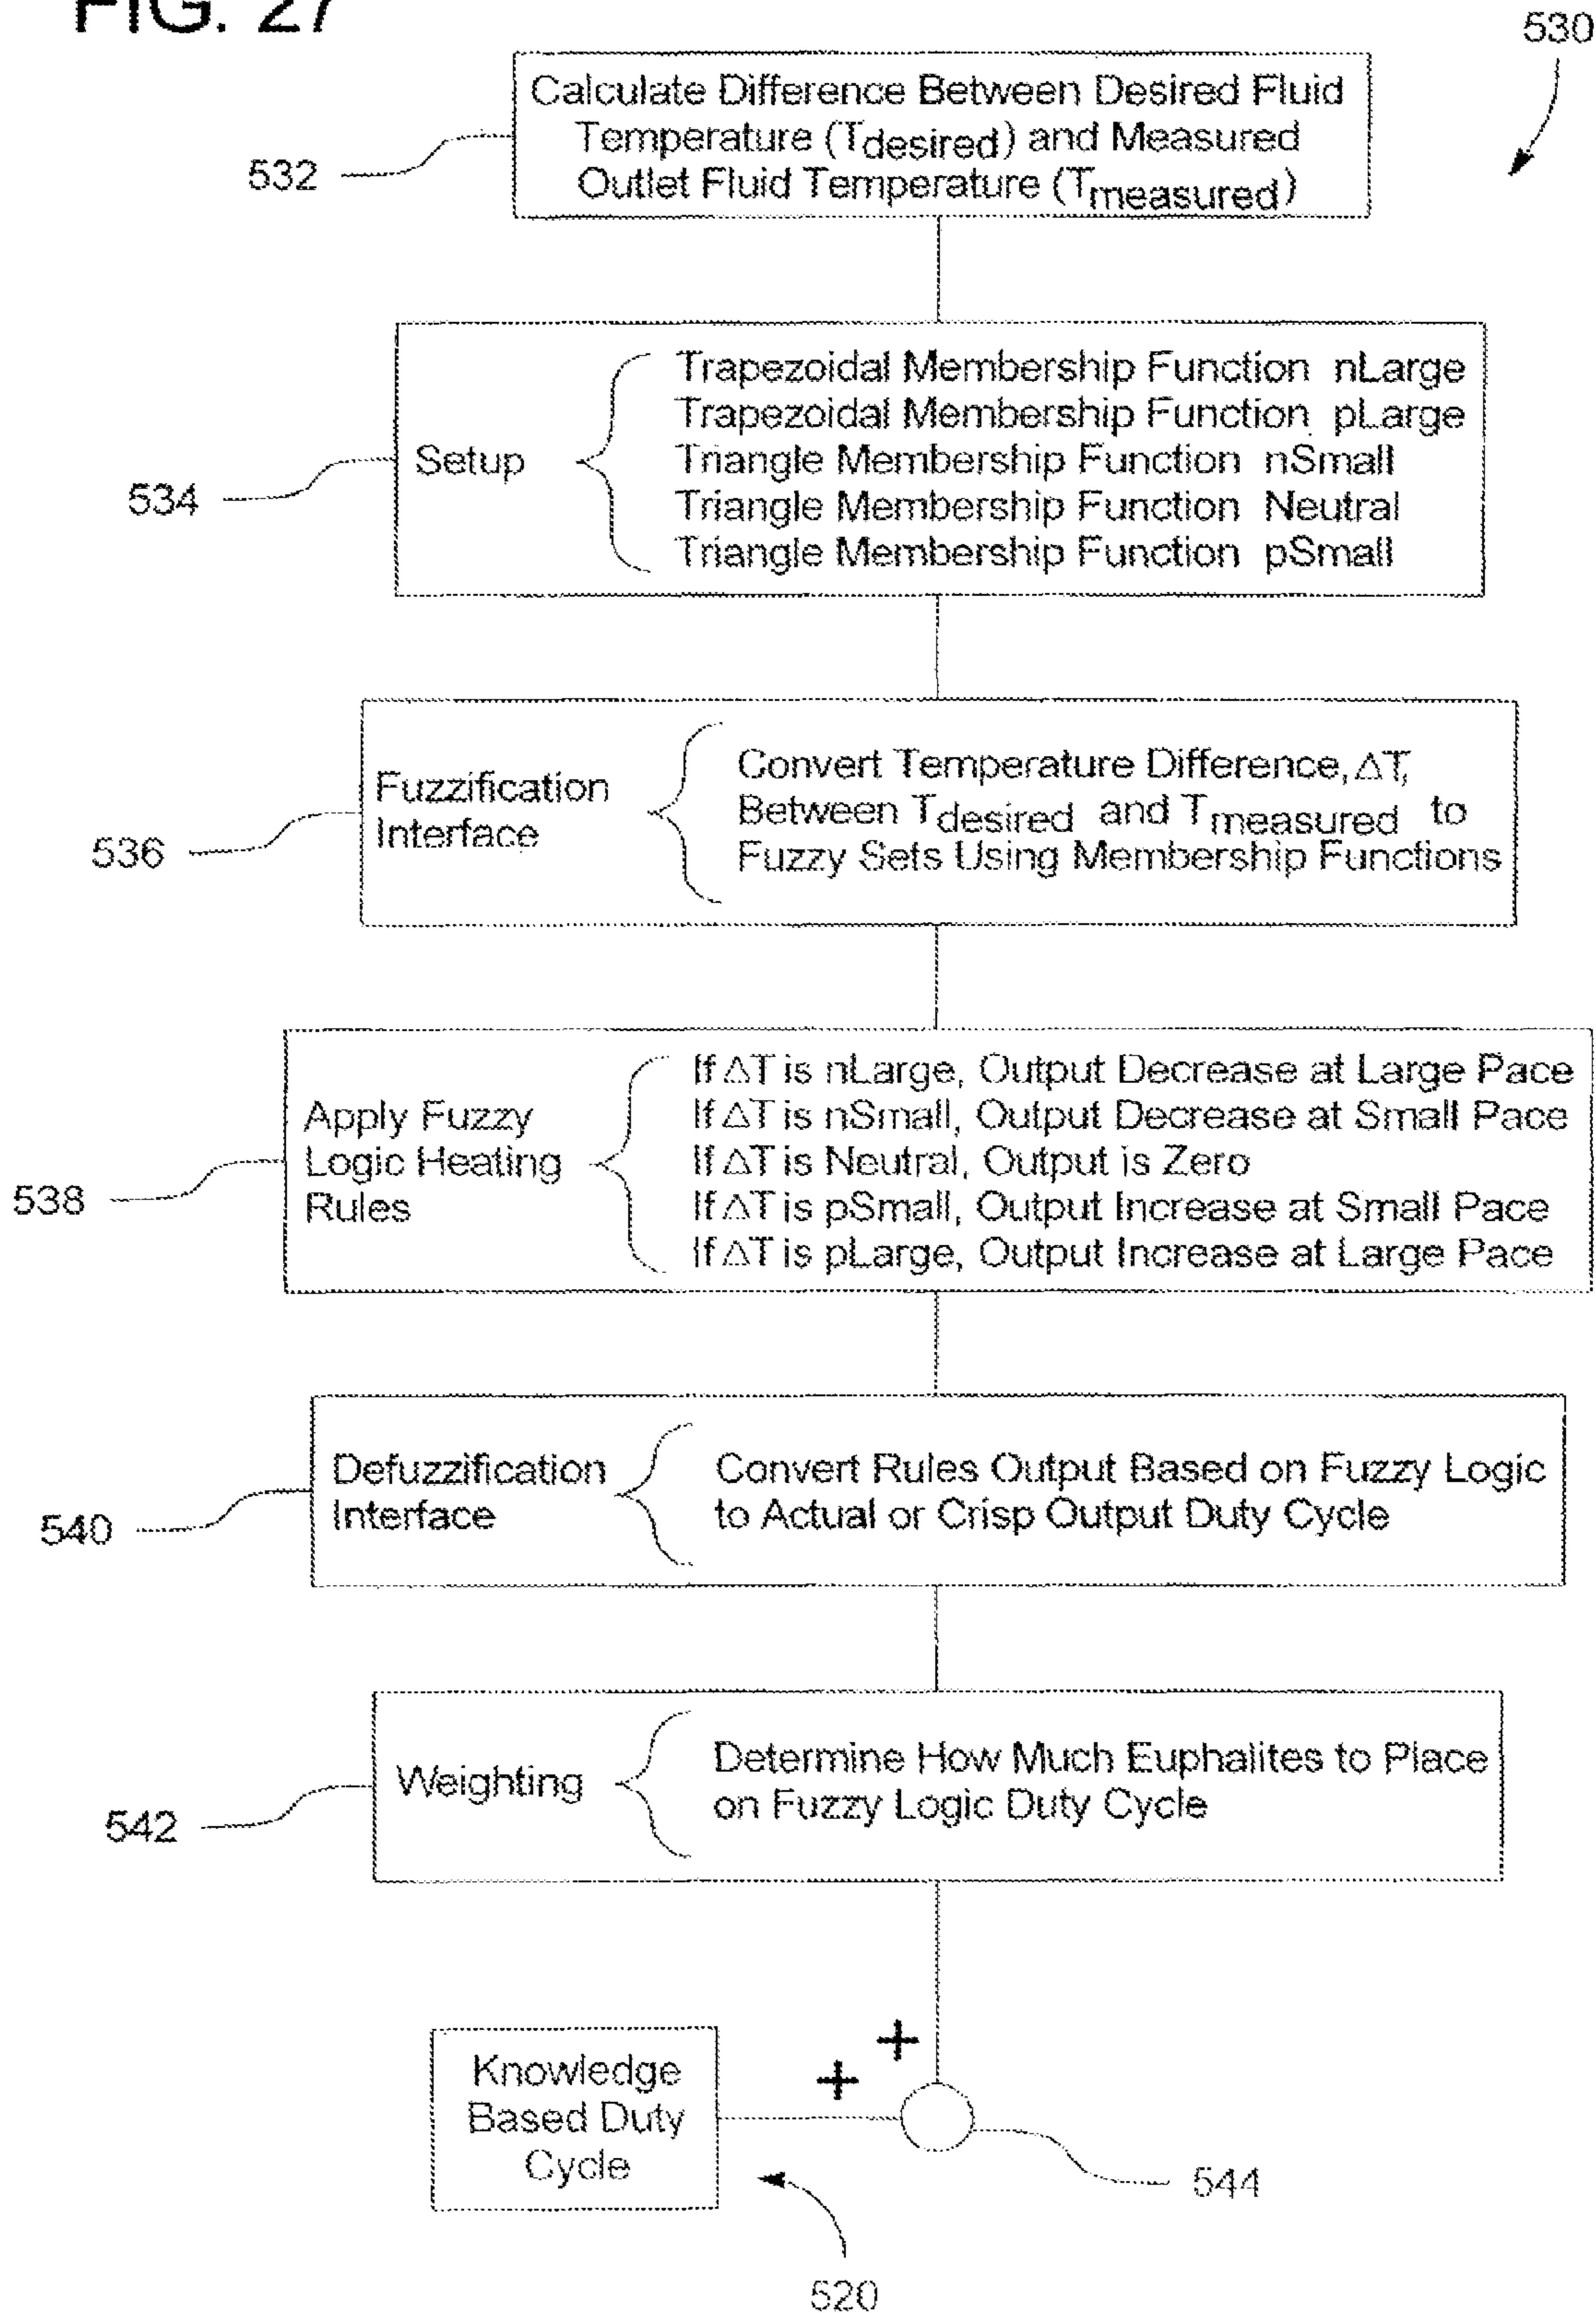 FIG. 27
530
Calculate Difference Between Desired Fluid
Temperature (Tdesired) and Measured
Outlet Fluid Temperature (Tmeasured)
532
Setup
Trapezoidal Membership Function nLarge
Trapezoidal Membership Function pLarge
Triangle Membership Function nSmall
Triangle Membership Function Neutral
Triangle Membership Function pSmall
534
Fuzzification
Interface
Convert Temperature Difference, ΔT,
Between Tdesired and Tmeasured to
Fuzzy Sets Using Membership Functions
536
Apply Fuzzy
Logic Heating
Rules
If ΔT is nLarge, Output Decrease at Large Pace
If ΔT is nSmall, Output Decrease at Small Pace
If ΔT is Neutral, Output is Zero
If ΔT is pSmall, Output Increase at Small Pace
If ΔT is pLarge, Output Increase at Large Pace
538
Defuzzification
Interface
Convert Rules Output Based on Fuzzy Logic
to Actual or Crisp Output Duty Cycle
540
Weighting
Determine How Much Euphalites to Place
on Fuzzy Logic Duty Cycle
542
Knowledge
Based Duty
Cycle
+
+
544
520